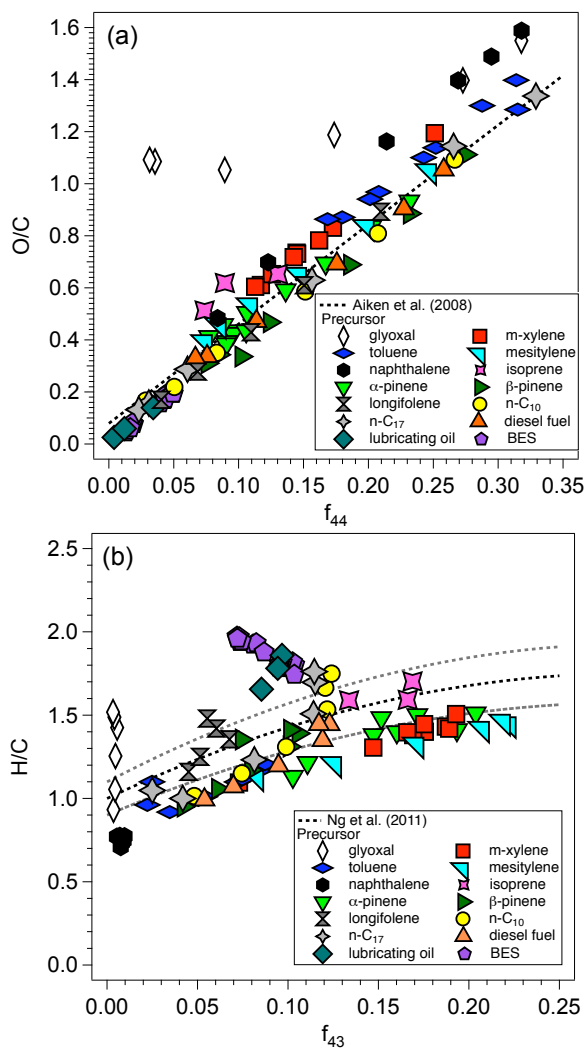 (a)
1.6
1.4
1.2
1.0
0.8
0.6
0.4
0.2
0.0
O/C
Aiken et al. (2008)
Precursor
glyoxal m-xylene
toluene mesitylene
naphthalene isoprene
α-pinene β-pinene
longifolene n-C₁₀
n-C₁₇ diesel fuel
lubricating oil BES
0.00 0.05 0.10 0.15 0.20 0.25 0.30 0.35
f₄₄
(b)
2.5
2.0
1.5
1.0
0.5
0.0
H/C
Ng et al. (2011)
Precursor
glyoxal m-xylene
toluene mesitylene
naphthalene isoprene
α-pinene β-pinene
longifolene n-C₁₀
n-C₁₇ diesel fuel
lubricating oil BES
0.00 0.05 0.10 0.15 0.20 0.25
f₄₃